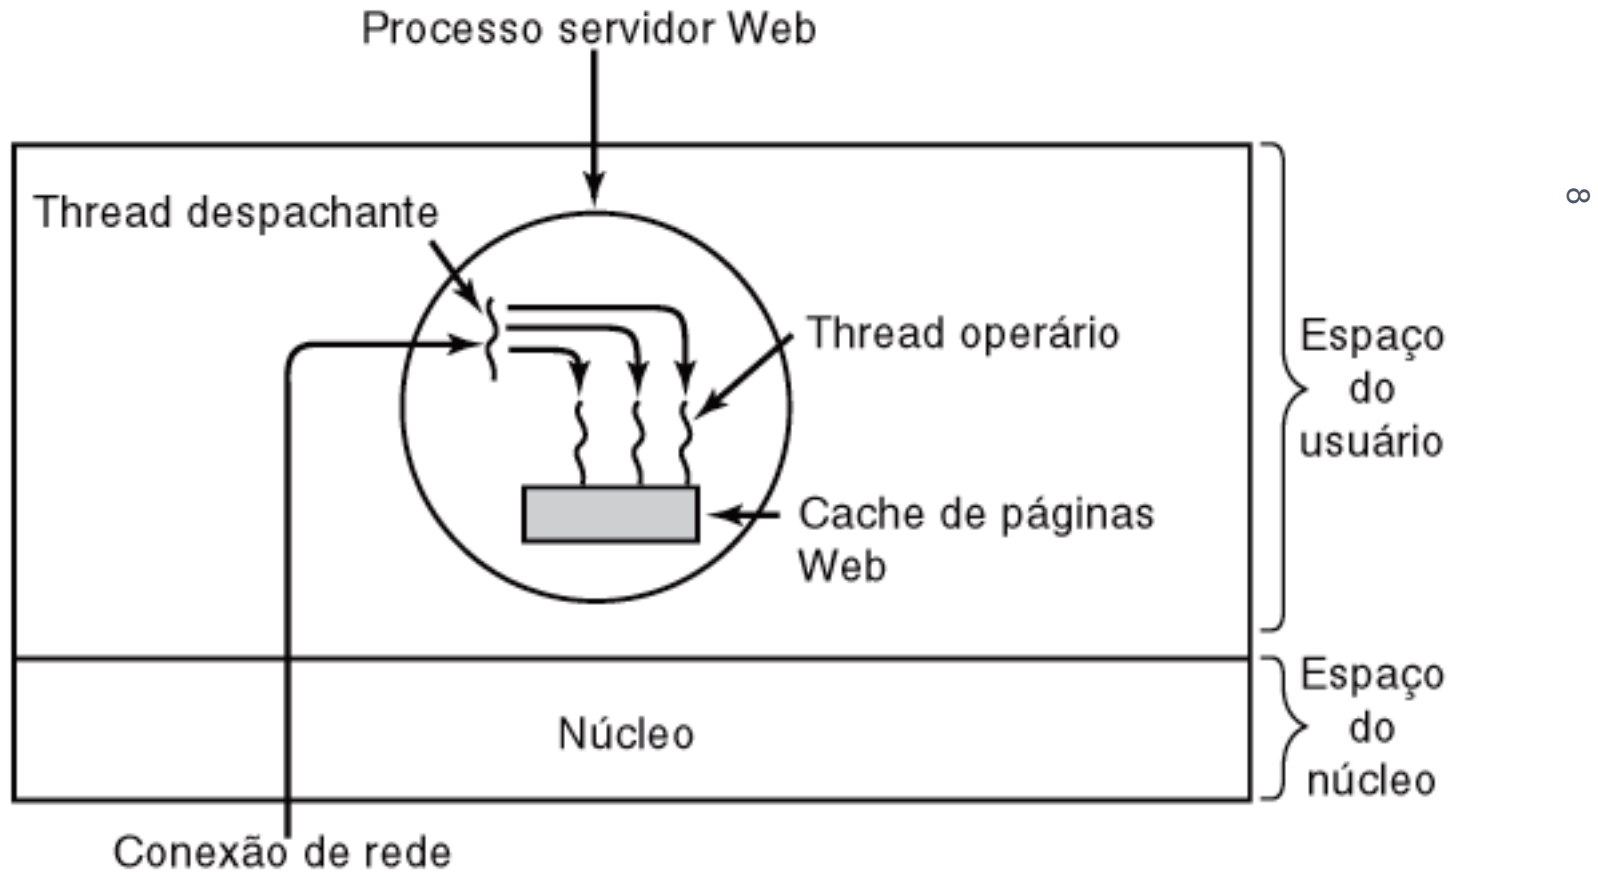 Processo servidor Web
8
Thread despachante
Thread operário
Espaço
do
usuário
Cache de páginas
Web
Espaço
do
núcleo
Núcleo
Conexão de rede